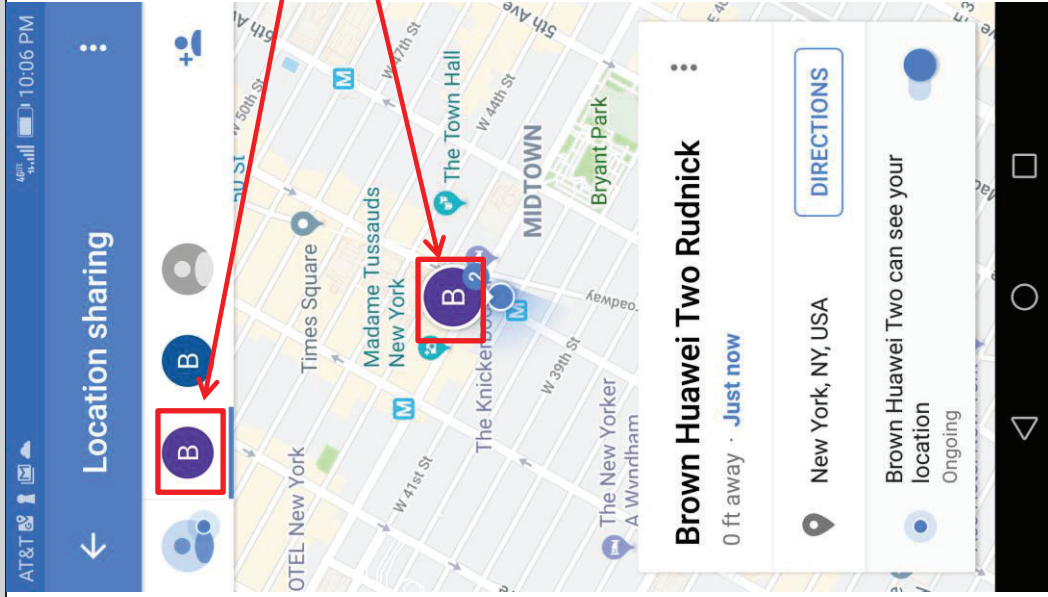 AT&T
4G LTE
10:06 PM
Location sharing
B
B
W 50th St
5th Ave
W 47th St
M
The Town Hall
W 44th St
Times Square
Madame Tussauds
New York
MIDTOWN
Bryant Park
B
2
M
M
The Knickerbo
W 39th St
roadway
OTEL New York
W 41st St
The New Yorker
A Wyndham
Brown Huawei Two Rudnick
0 ft away · Just now
New York, NY, USA
DIRECTIONS
Brown Huawei Two can see your
location
Ongoing